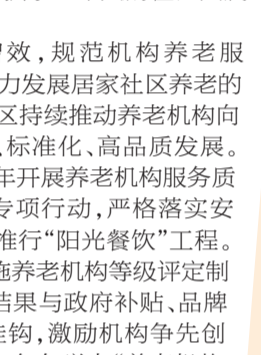 效，规范机构养老服
力发展居家社区养老的
区持续推动养老机构向
、标准化、高品质发展。
年开展养老机构服务质
专项行动，严格落实安
推行“阳光餐饮”工程。
施养老机构等级评定制
结果与政府补贴、品牌
挂钩，激励机构争先创